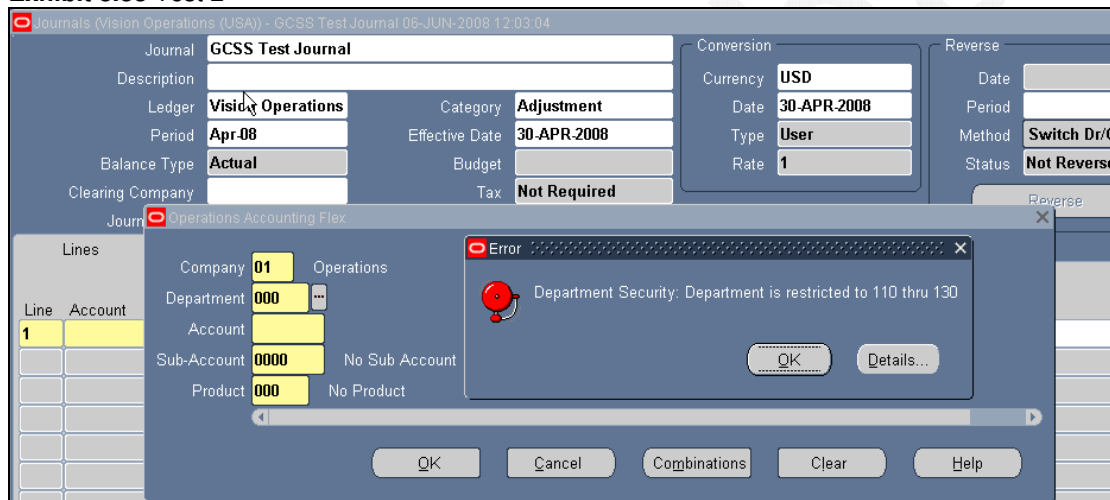 Journals (Vision Operations (USA)) - GCSS Test Journal 06-JUN-2008 12:03:04
Journal GCSS Test Journal
Description
Ledger Vision Operations
Category Adjustment
Period Apr-08
Effective Date 30-APR-2008
Balance Type Actual
Budget
Clearing Company
Tax Not Required
Conversion
Currency USD
Date 30-APR-2008
Type User
Rate 1
Reverse
Date
Period
Method Switch Dr/
Status Not Revers
Reverse
Journ
Lines
Line Account
1
Operations Accounting Flex
Company 01 Operations
Department 000
Account
Sub-Account 0000 No Sub Account
Product 000 No Product
OK Cancel Combinations Clear Help
Error
Department Security: Department is restricted to 110 thru 130
OK Details...